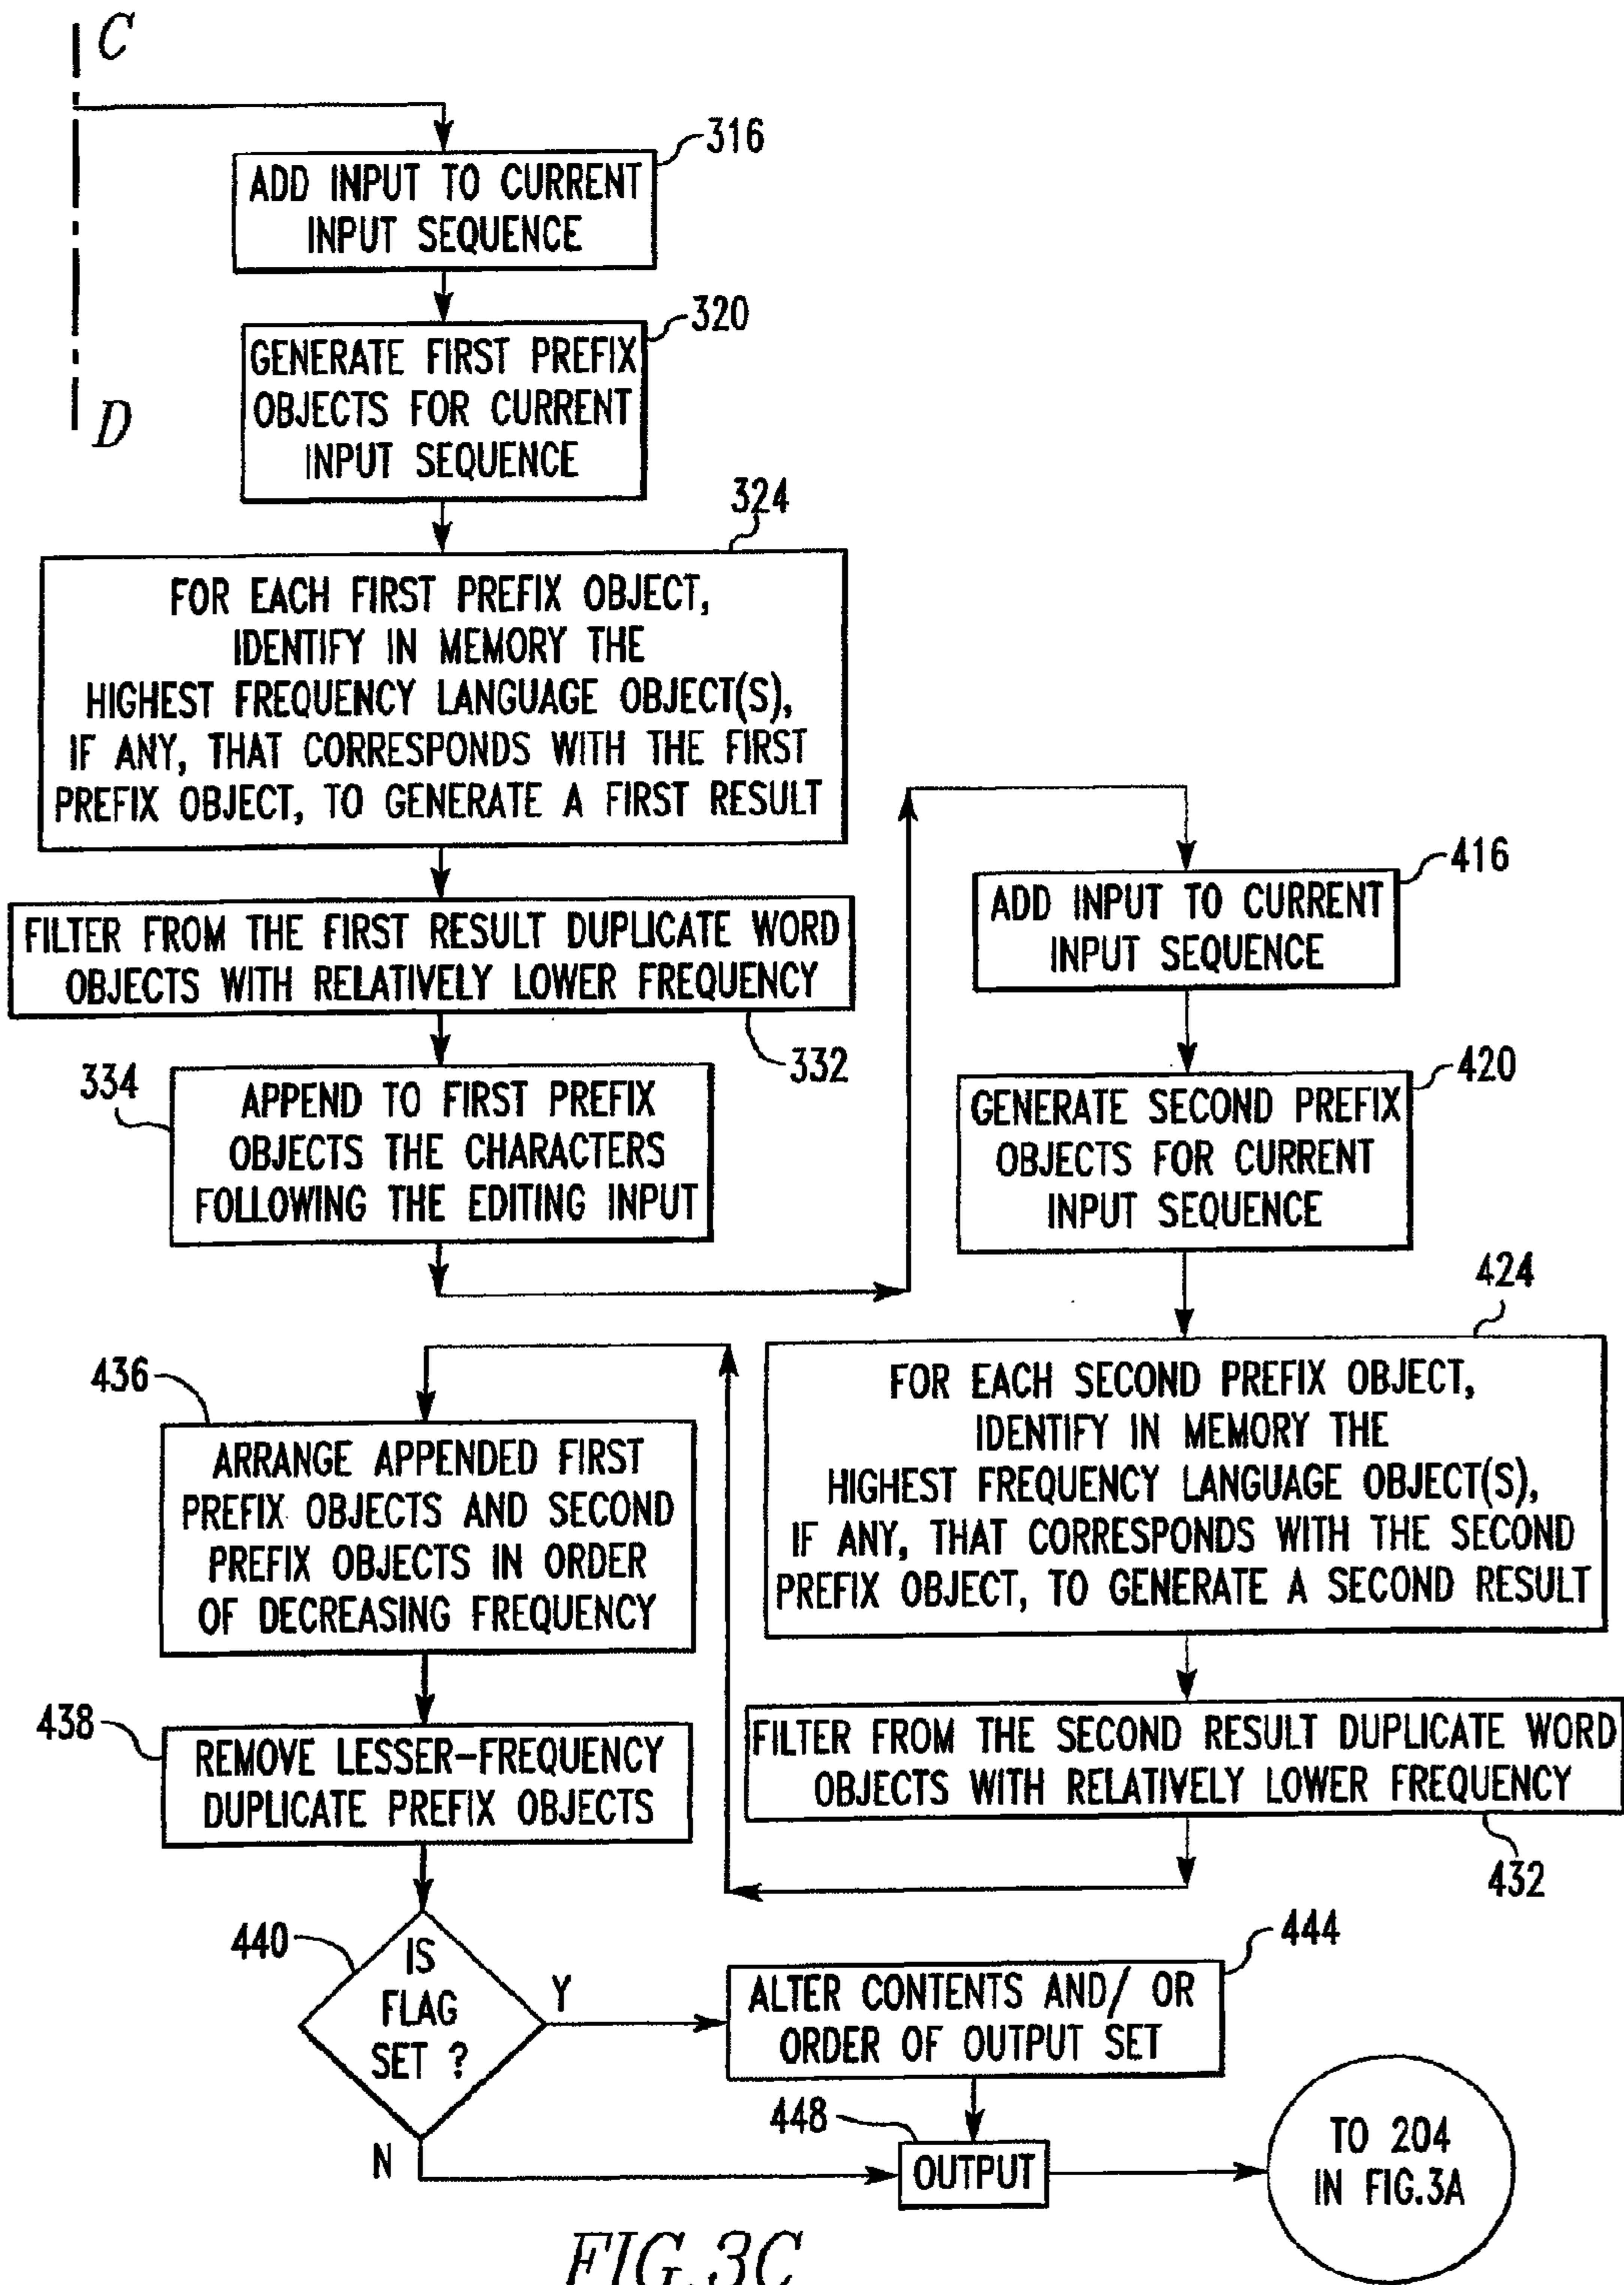 C
316
ADD INPUT TO CURRENT
INPUT SEQUENCE
320
GENERATE FIRST PREFIX
OBJECTS FOR CURRENT
INPUT SEQUENCE
D
324
FOR EACH FIRST PREFIX OBJECT,
IDENTIFY IN MEMORY THE
HIGHEST FREQUENCY LANGUAGE OBJECT(S),
IF ANY, THAT CORRESPONDS WITH THE FIRST
PREFIX OBJECT, TO GENERATE A FIRST RESULT
FILTER FROM THE FIRST RESULT DUPLICATE WORD
OBJECTS WITH RELATIVELY LOWER FREQUENCY
332
334
APPEND TO FIRST PREFIX
OBJECTS THE CHARACTERS
FOLLOWING THE EDITING INPUT
416
ADD INPUT TO CURRENT
INPUT SEQUENCE
420
GENERATE SECOND PREFIX
OBJECTS FOR CURRENT
INPUT SEQUENCE
424
FOR EACH SECOND PREFIX OBJECT,
IDENTIFY IN MEMORY THE
HIGHEST FREQUENCY LANGUAGE OBJECT(S),
IF ANY, THAT CORRESPONDS WITH THE SECOND
PREFIX OBJECT, TO GENERATE A SECOND RESULT
FILTER FROM THE SECOND RESULT DUPLICATE WORD
OBJECTS WITH RELATIVELY LOWER FREQUENCY
432
436
ARRANGE APPENDED FIRST
PREFIX OBJECTS AND SECOND
PREFIX OBJECTS IN ORDER
OF DECREASING FREQUENCY
438
REMOVE LESSER-FREQUENCY
DUPLICATE PREFIX OBJECTS
440
IS
FLAG
SET ?
Y
N
444
ALTER CONTENTS AND/ OR
ORDER OF OUTPUT SET
448
OUTPUT
TO 204
IN FIG.3A
FIG.3C